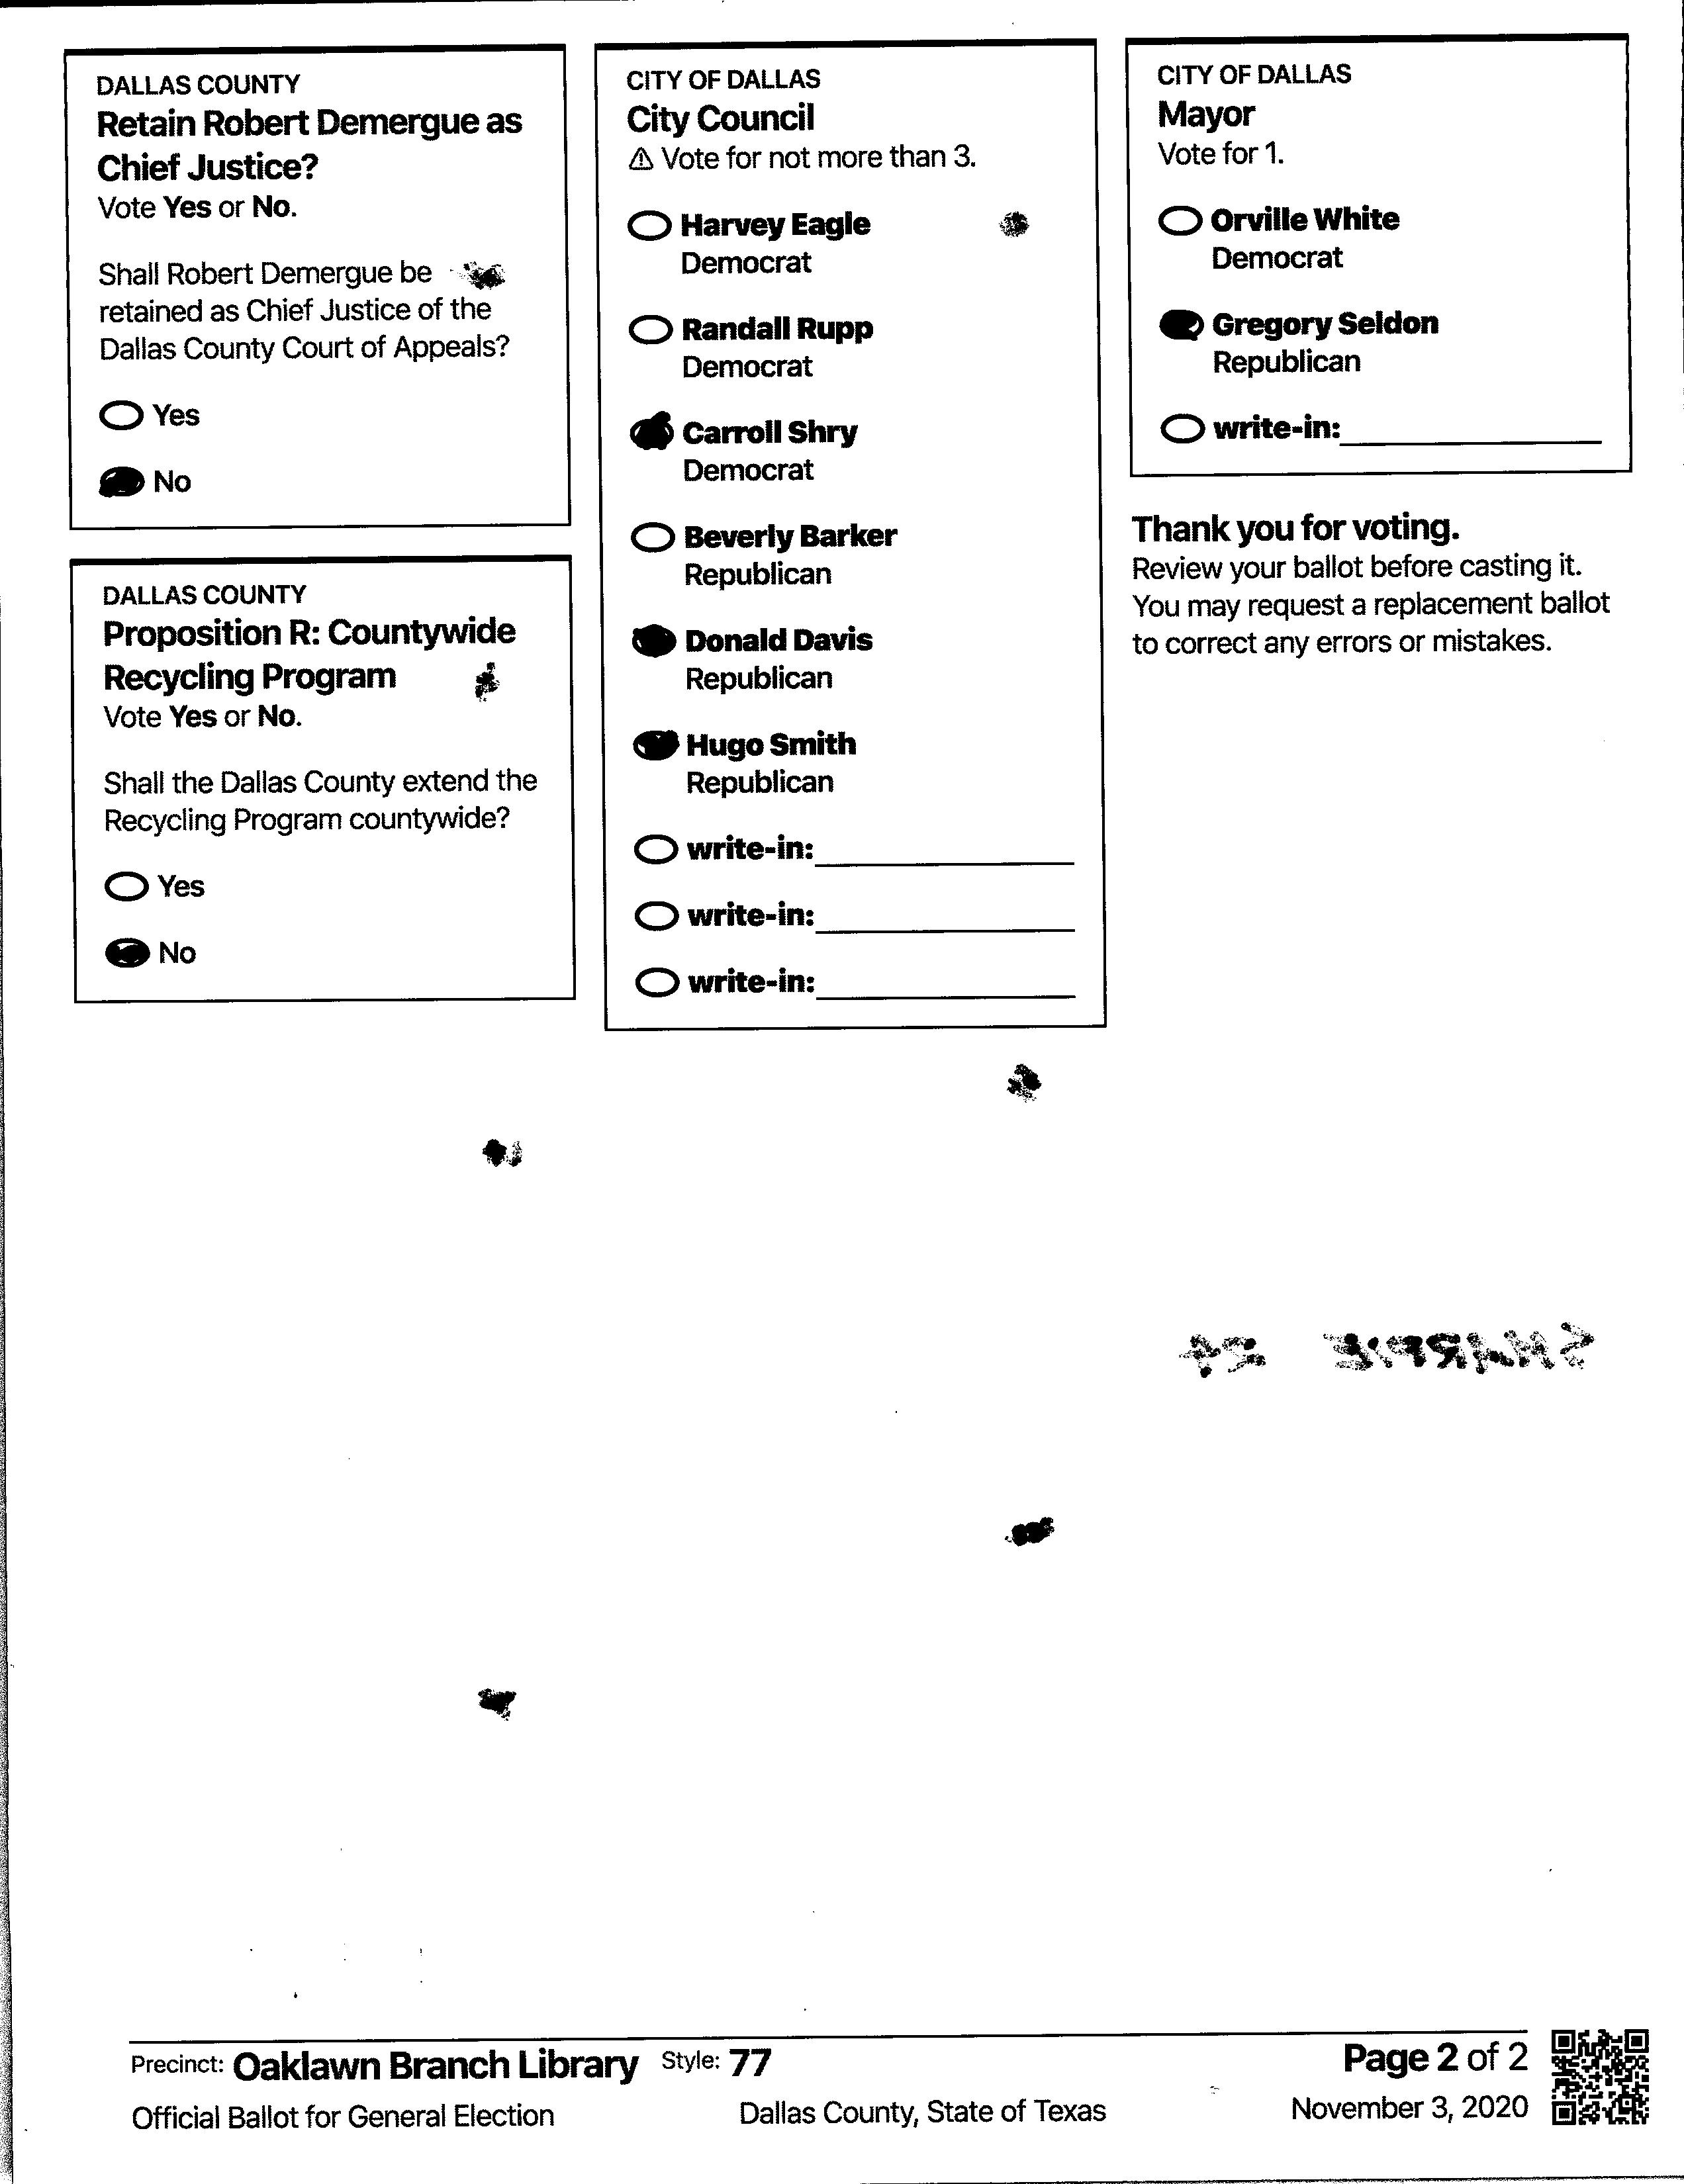 DALLAS COUNTY
Retain Robert Demergue as
Chief Justice?
Vote Yes or No.
Shall Robert Demergue be
retained as Chief Justice of the
Dallas County Court of Appeals?
Yes
No
DALLAS COUNTY
Proposition R: Countywide
Recycling Program
Vote Yes or No.
Shall the Dallas County extend the
Recycling Program countywide?
Yes
No
CITY OF DALLAS
City Council
⚠ Vote for not more than 3.
Harvey Eagle
Democrat
Randall Rupp
Democrat
Carroll Shry
Democrat
Beverly Barker
Republican
Donald Davis
Republican
Hugo Smith
Republican
write-in:
write-in:
write-in:
CITY OF DALLAS
Mayor
Vote for 1.
Orville White
Democrat
Gregory Seldon
Republican
write-in:
Thank you for voting.
Review your ballot before casting it.
You may request a replacement ballot
to correct any errors or mistakes.
SHARPIE
Precinct: Oaklawn Branch Library Style: 77
Official Ballot for General Election
Dallas County, State of Texas
Page 2 of 2
November 3, 2020